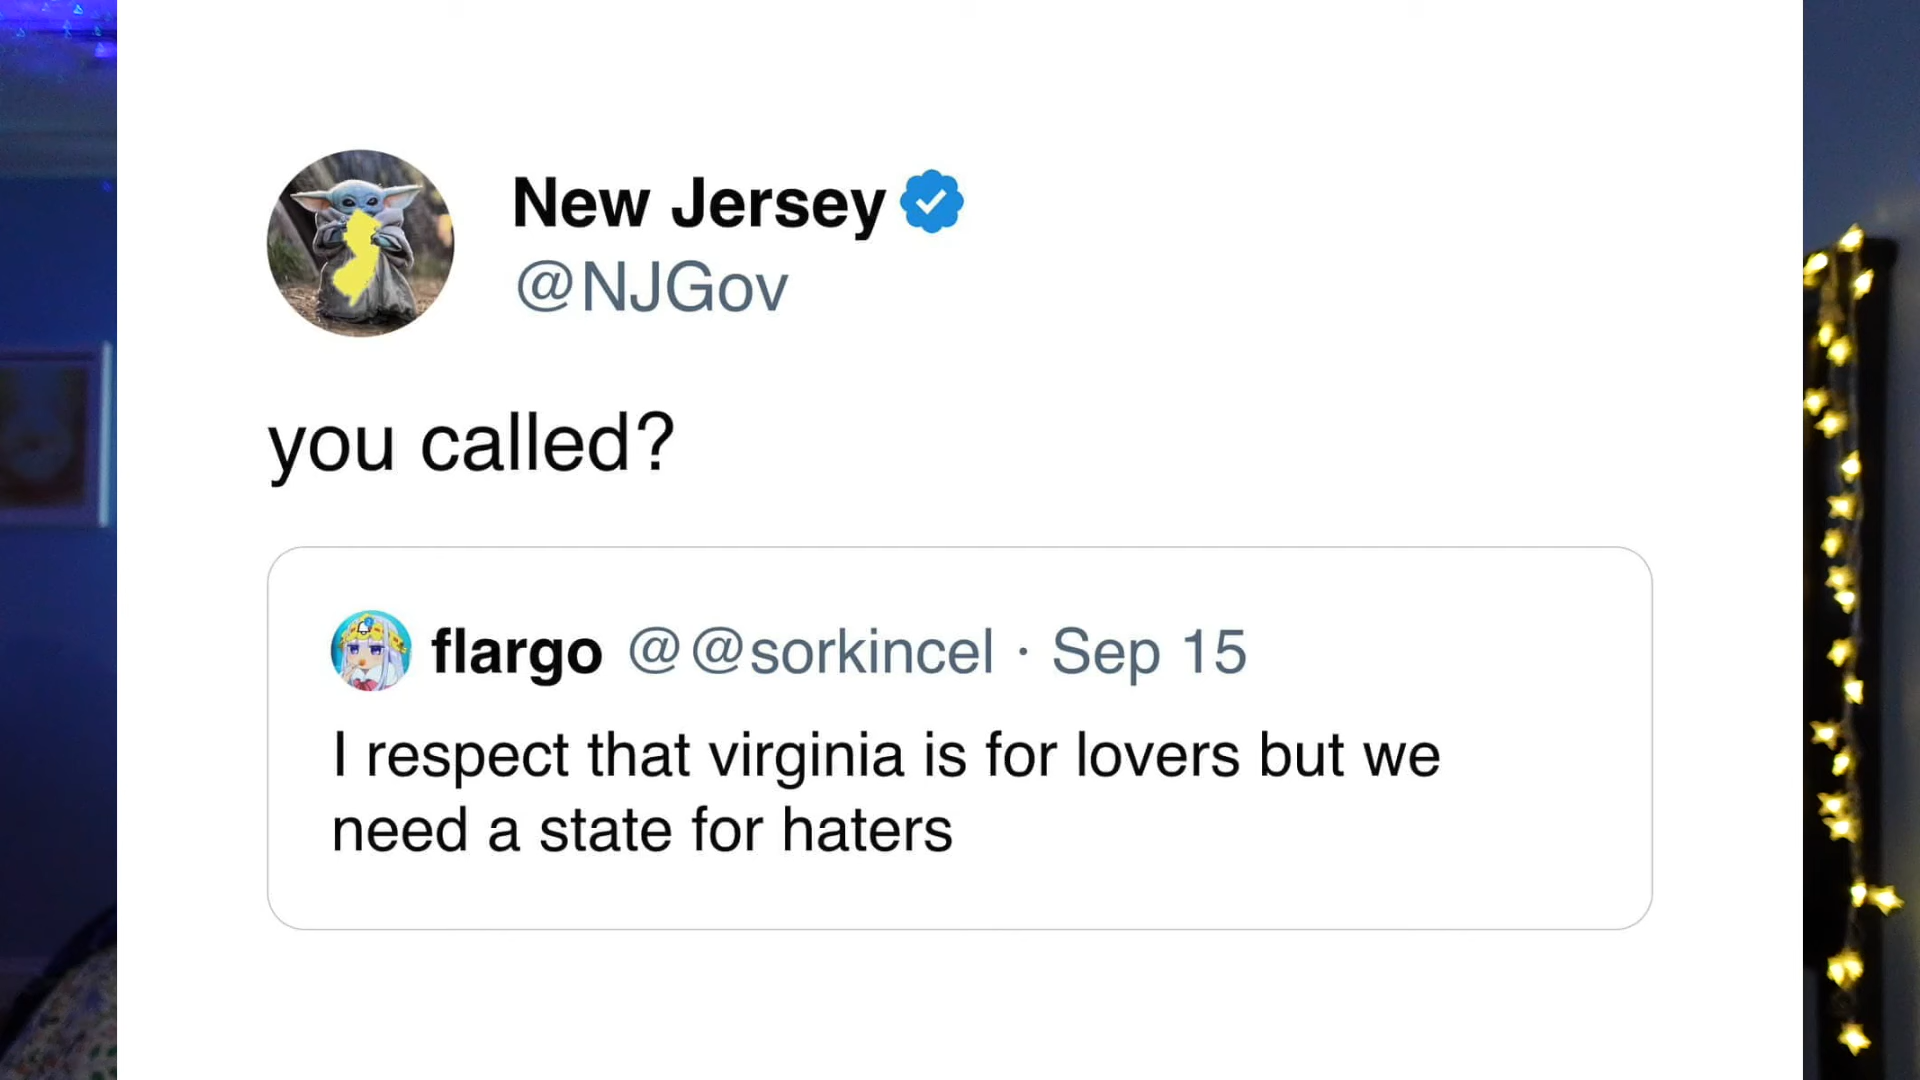 New Jersey
@NJGov
you called?
flargo @@sorkincel · Sep 15
I respect that virginia is for lovers but we
need a state for haters